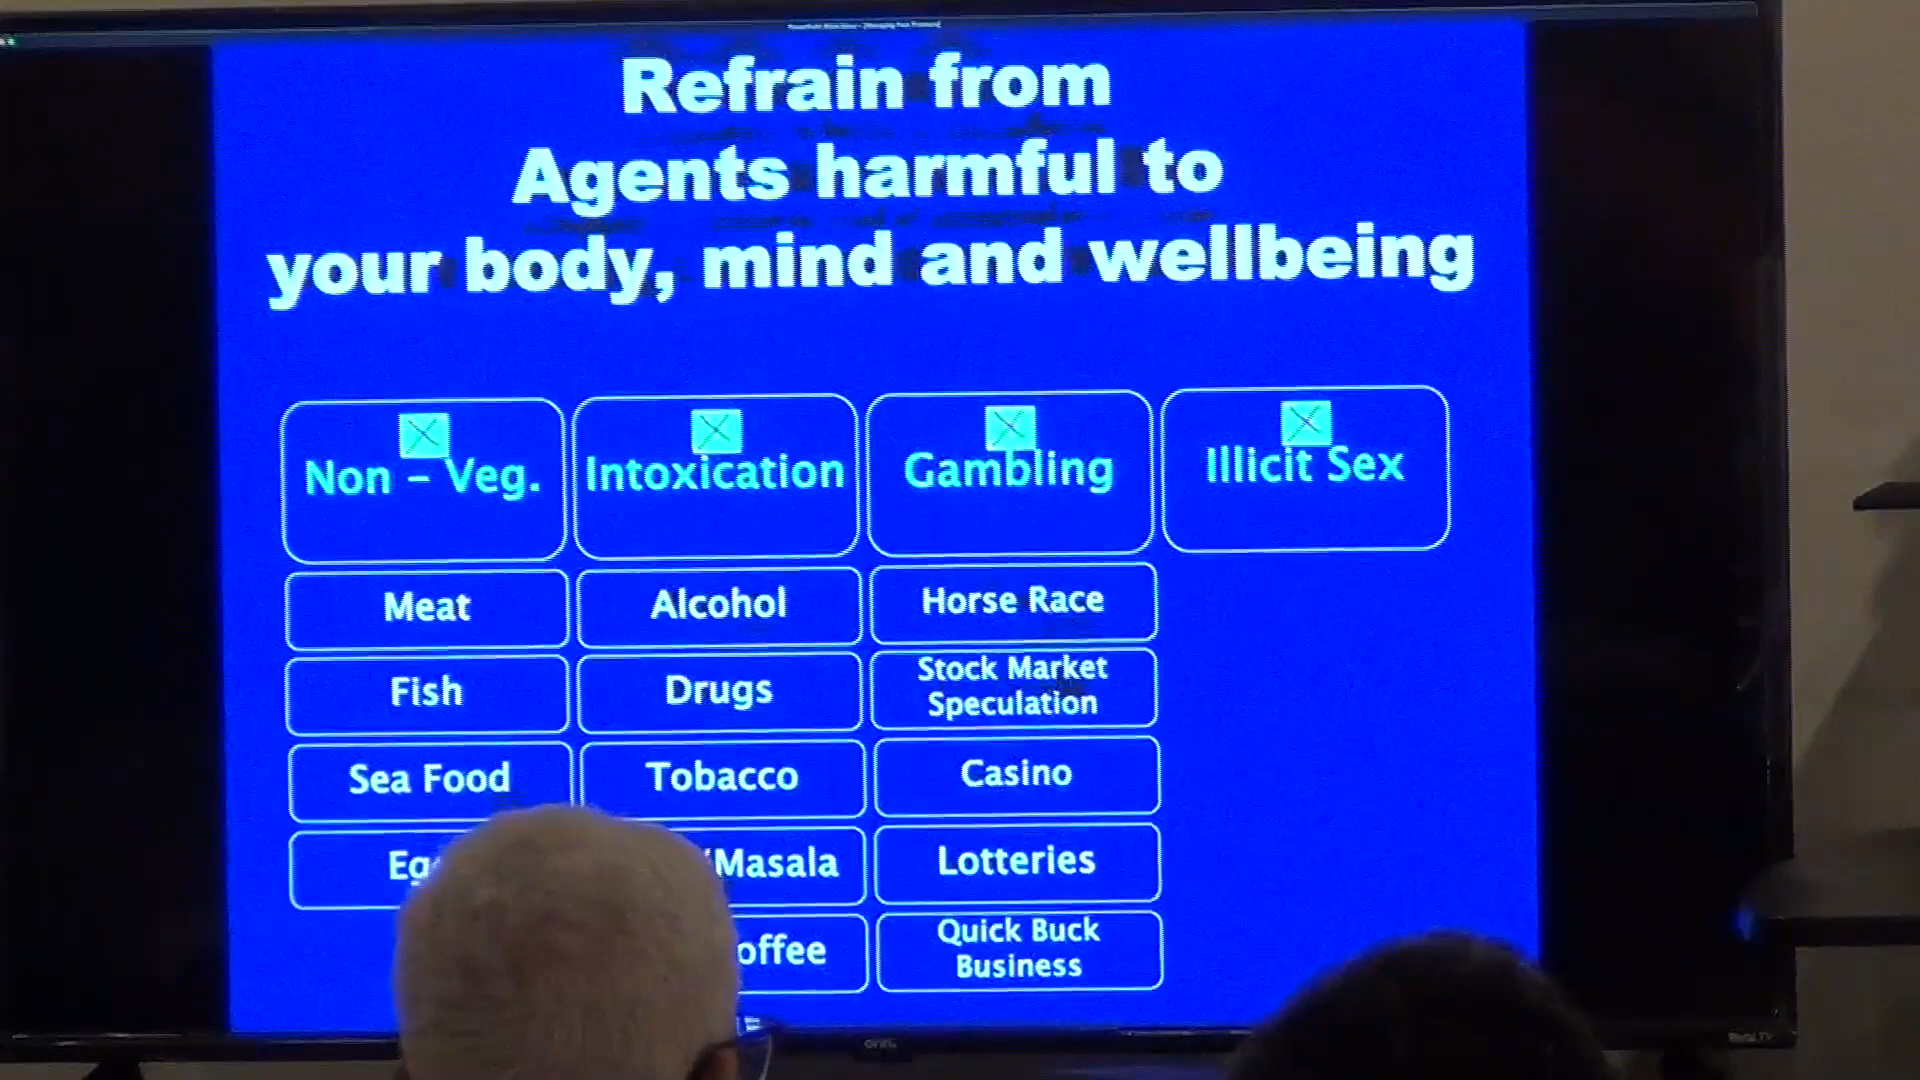 Refrain from
Agents harmful to
your body, mind and wellbeing
Non – Veg.
Intoxication
Gambling
Illicit Sex
Meat
Alcohol
Horse Race
Fish
Drugs
Stock Market
Speculation
Sea Food
Tobacco
Casino
Masala
Lotteries
Quick Buck
Business